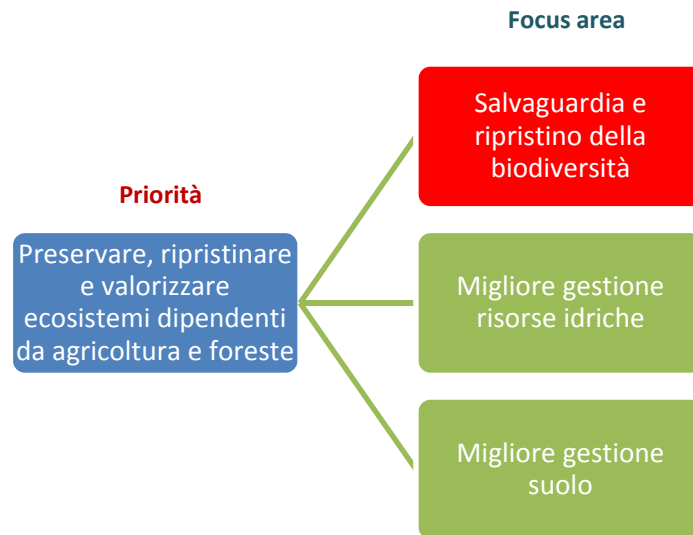 Focus area
Salvaguardia e
ripristino della
biodiversità
Priorità
Preservare, ripristinare
e valorizzare
ecosistemi dipendenti
da agricoltura e foreste
Migliore gestione
risorse idriche
Migliore gestione
suolo